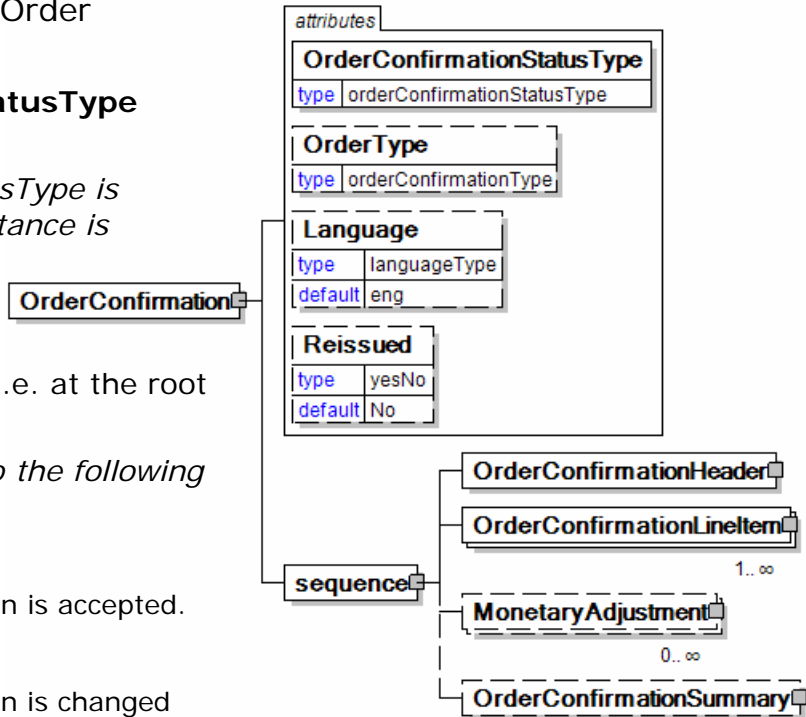 Order
atusType
sType is
tance is
.e. at the root
o the following
n is accepted.
n is changed
OrderConfirmation
attributes
OrderConfirmationStatusType
type orderConfirmationStatusType
OrderType
type orderConfirmationType
Language
type languageType
default eng
Reissued
type yesNo
default No
sequence
OrderConfirmationHeader
OrderConfirmationLineItem
1.. ∞
MonetaryAdjustment
0.. ∞
OrderConfirmationSummary